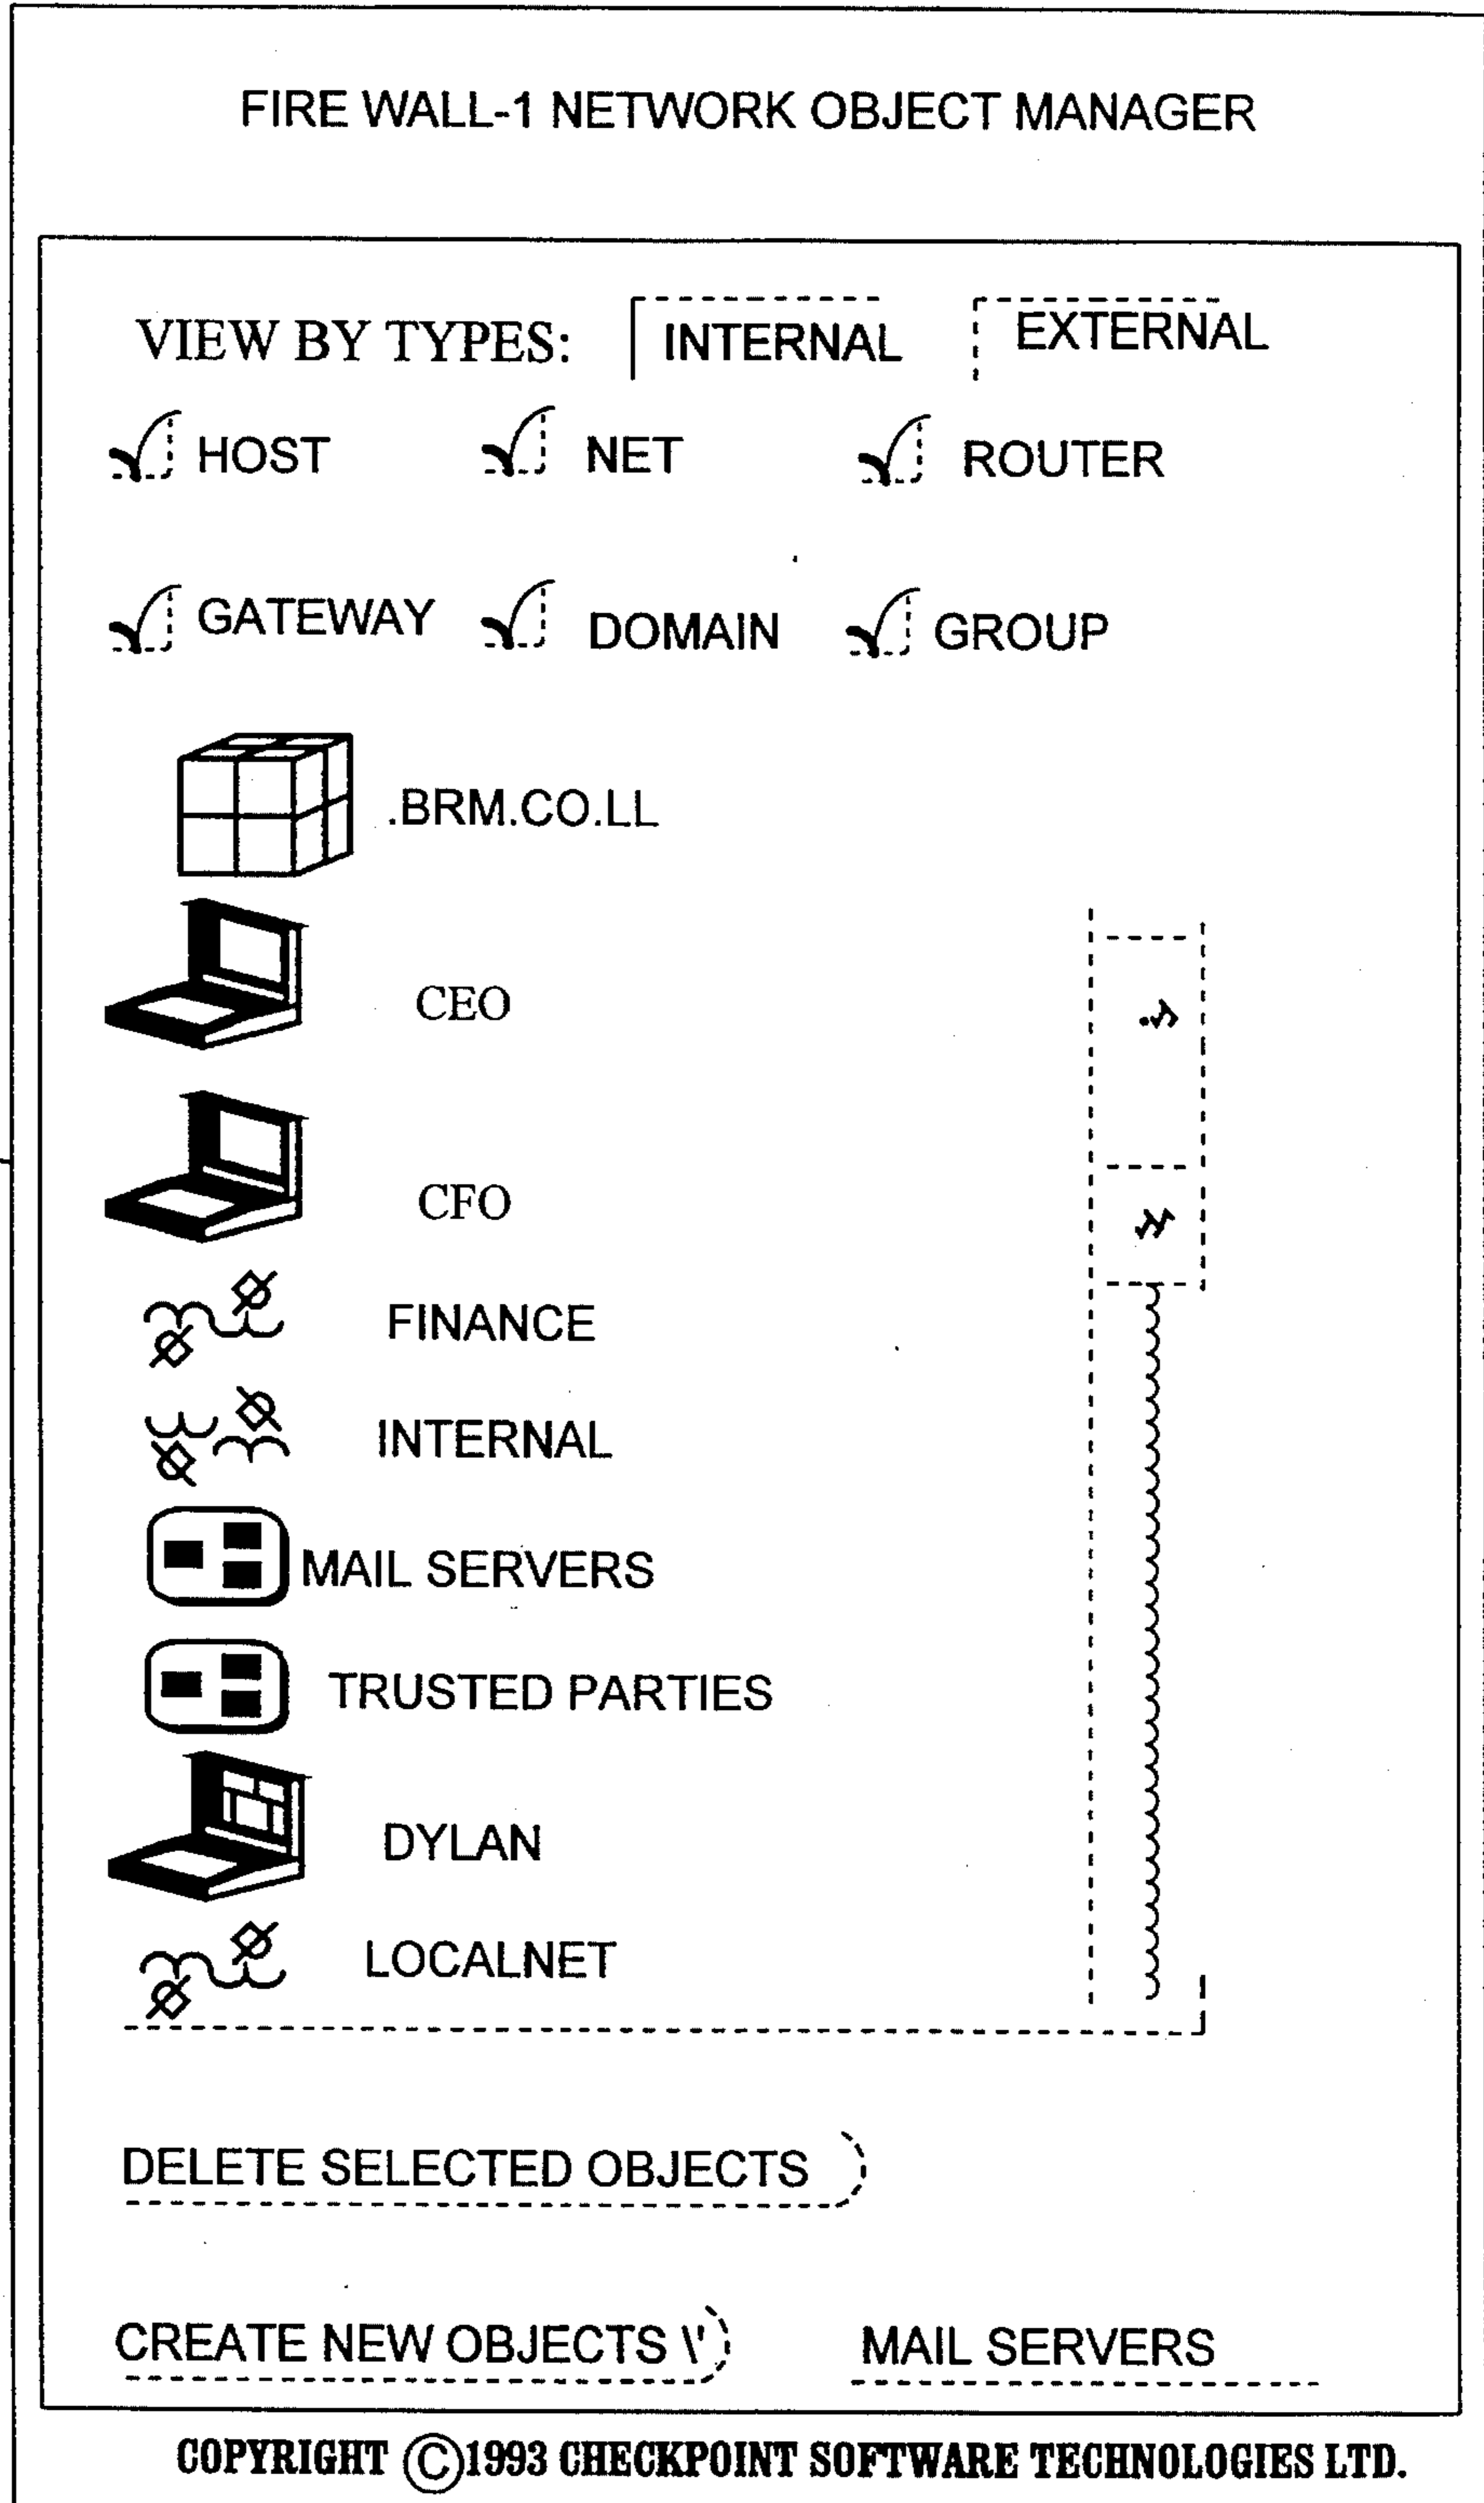 FIRE WALL-1 NETWORK OBJECT MANAGER
VIEW BY TYPES: INTERNAL EXTERNAL
HOST NET ROUTER
GATEWAY DOMAIN GROUP
.BRM.CO.LL
CEO
CFO
FINANCE
INTERNAL
MAIL SERVERS
TRUSTED PARTIES
DYLAN
LOCALNET
DELETE SELECTED OBJECTS
CREATE NEW OBJECTS \' MAIL SERVERS
COPYRIGHT ©1993 CHECKPOINT SOFTWARE TECHNOLOGIES LTD.